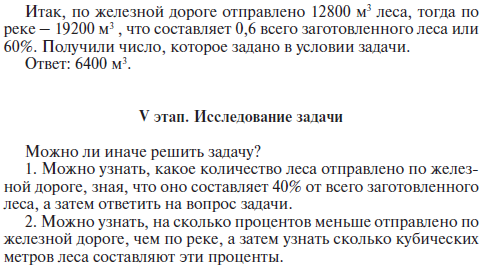 Итак, по железной дороге отправлено 12800 м³ леса, тогда по
реке – 19200 м³ , что составляет 0,6 всего заготовленного леса или
60%. Получили число, которое задано в условии задачи.
Ответ: 6400 м³.
V этап. Исследование задачи
Можно ли иначе решить задачу?
1. Можно узнать, какое количество леса отправлено по желез-
ной дороге, зная, что оно составляет 40% от всего заготовленного
леса, а затем ответить на вопрос задачи.
2. Можно узнать, на сколько процентов меньше отправлено по
железной дороге, чем по реке, а затем узнать сколько кубических
метров леса составляют эти проценты.